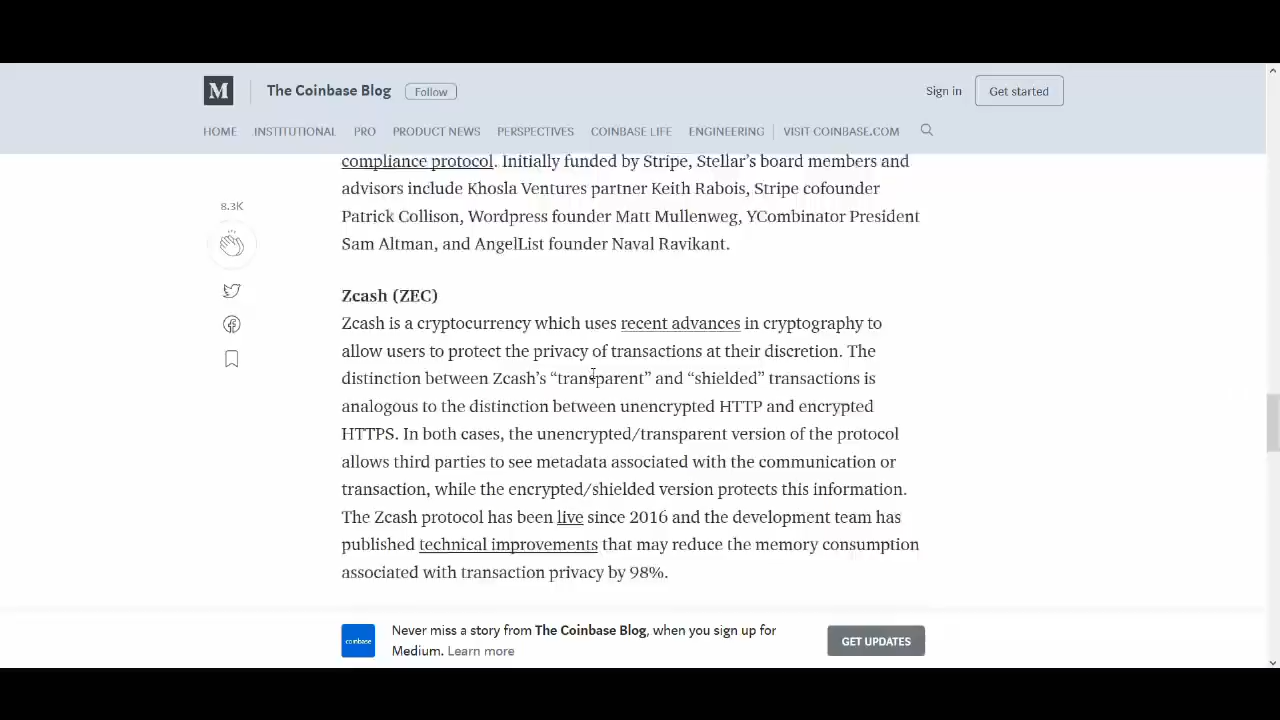 M
The Coinbase Blog
Follow
Sign in
Get started
HOME INSTITUTIONAL PRO PRODUCT NEWS PERSPECTIVES COINBASE LIFE ENGINEERING VISIT COINBASE.COM
compliance protocol. Initially funded by Stripe, Stellar’s board members and
advisors include Khosla Ventures partner Keith Rabois, Stripe cofounder
Patrick Collison, Wordpress founder Matt Mullenweg, YCombinator President
Sam Altman, and AngelList founder Naval Ravikant.
8.3K
Zcash (ZEC)
Zcash is a cryptocurrency which uses recent advances in cryptography to
allow users to protect the privacy of transactions at their discretion. The
distinction between Zcash’s “transparent” and “shielded” transactions is
analogous to the distinction between unencrypted HTTP and encrypted
HTTPS. In both cases, the unencrypted/transparent version of the protocol
allows third parties to see metadata associated with the communication or
transaction, while the encrypted/shielded version protects this information.
The Zcash protocol has been live since 2016 and the development team has
published technical improvements that may reduce the memory consumption
associated with transaction privacy by 98%.
coinbase
Never miss a story from The Coinbase Blog, when you sign up for
Medium. Learn more
GET UPDATES